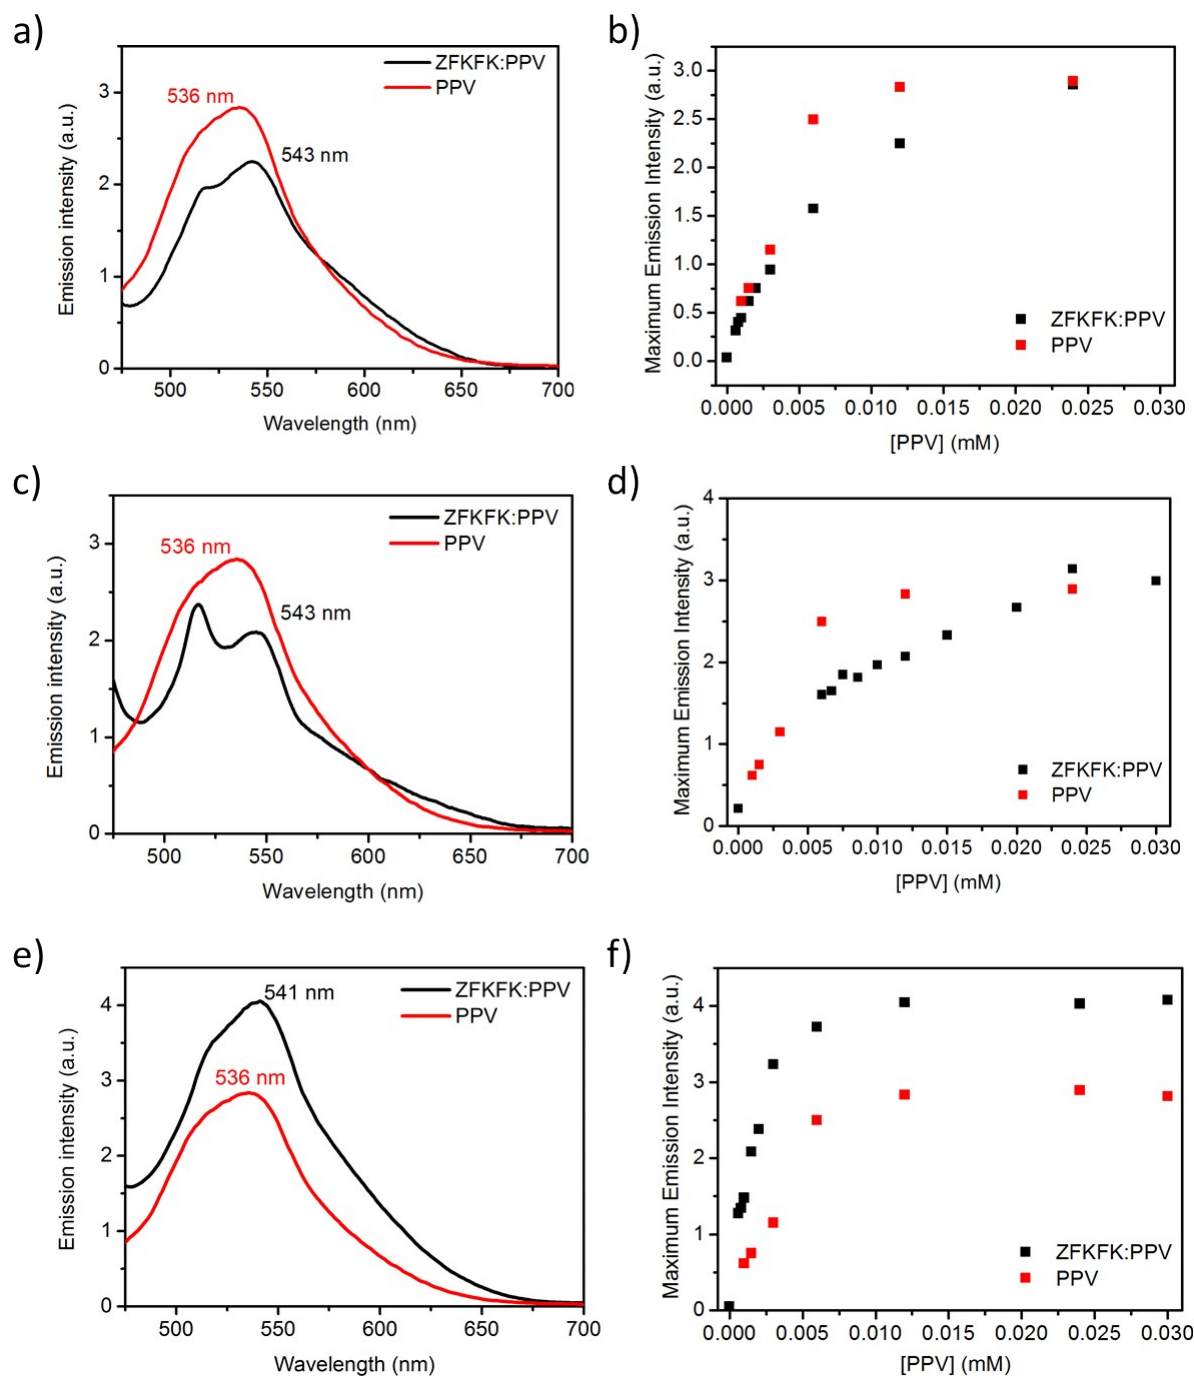 a)
ZFKFK:PPV
PPV
536 nm
543 nm
3
2
1
0
500 550 600 650 700
Emission intensity (a.u.)
Wavelength (nm)
b)
3.0
2.5
2.0
1.5
1.0
0.5
0.0
ZFKFK:PPV
PPV
0.000 0.005 0.010 0.015 0.020 0.025 0.030
Maximum Emission Intensity (a.u.)
[PPV] (mM)
c)
ZFKFK:PPV
PPV
536 nm
543 nm
3
2
1
0
500 550 600 650 700
Emission intensity (a.u.)
Wavelength (nm)
d)
4
3
2
1
0
ZFKFK:PPV
PPV
0.000 0.005 0.010 0.015 0.020 0.025 0.030
Maximum Emission Intensity (a.u.)
[PPV] (mM)
e)
541 nm
ZFKFK:PPV
PPV
536 nm
4
3
2
1
0
500 550 600 650 700
Emission intensity (a.u.)
Wavelength (nm)
f)
4
3
2
1
0
ZFKFK:PPV
PPV
0.000 0.005 0.010 0.015 0.020 0.025 0.030
Maximum Emission Intensity (a.u.)
[PPV] (mM)